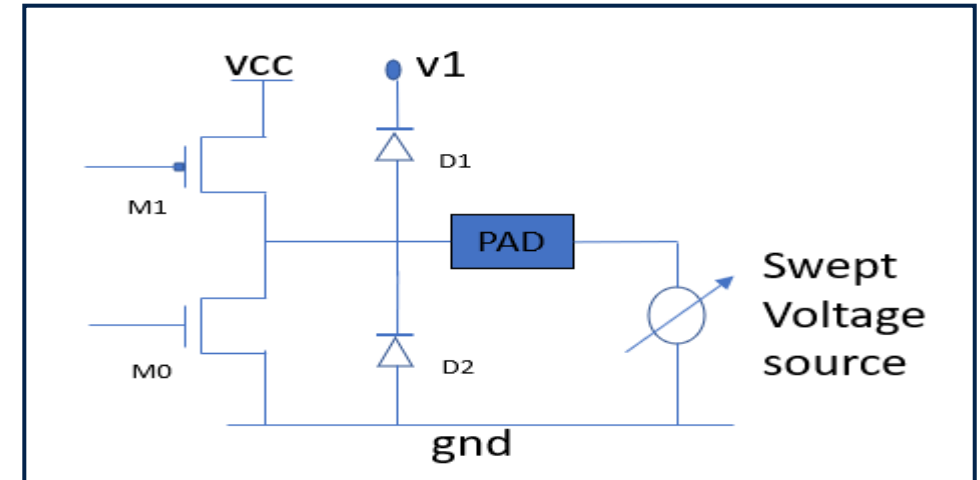 vcc
v1
D1
M1
PAD
Swept
Voltage
source
M0
D2
gnd